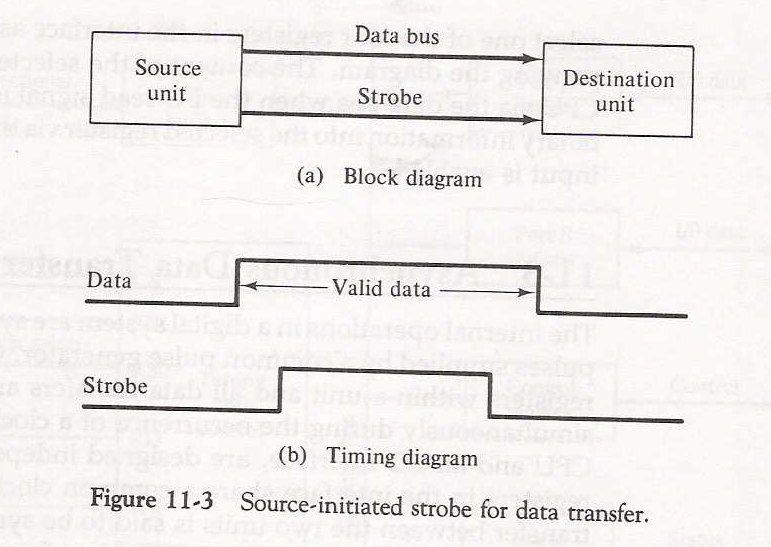 Data bus
Source
unit
Strobe
Destination
unit
(a) Block diagram
Data
Valid data
Strobe
(b) Timing diagram
Figure 11-3 Source-initiated strobe for data transfer.